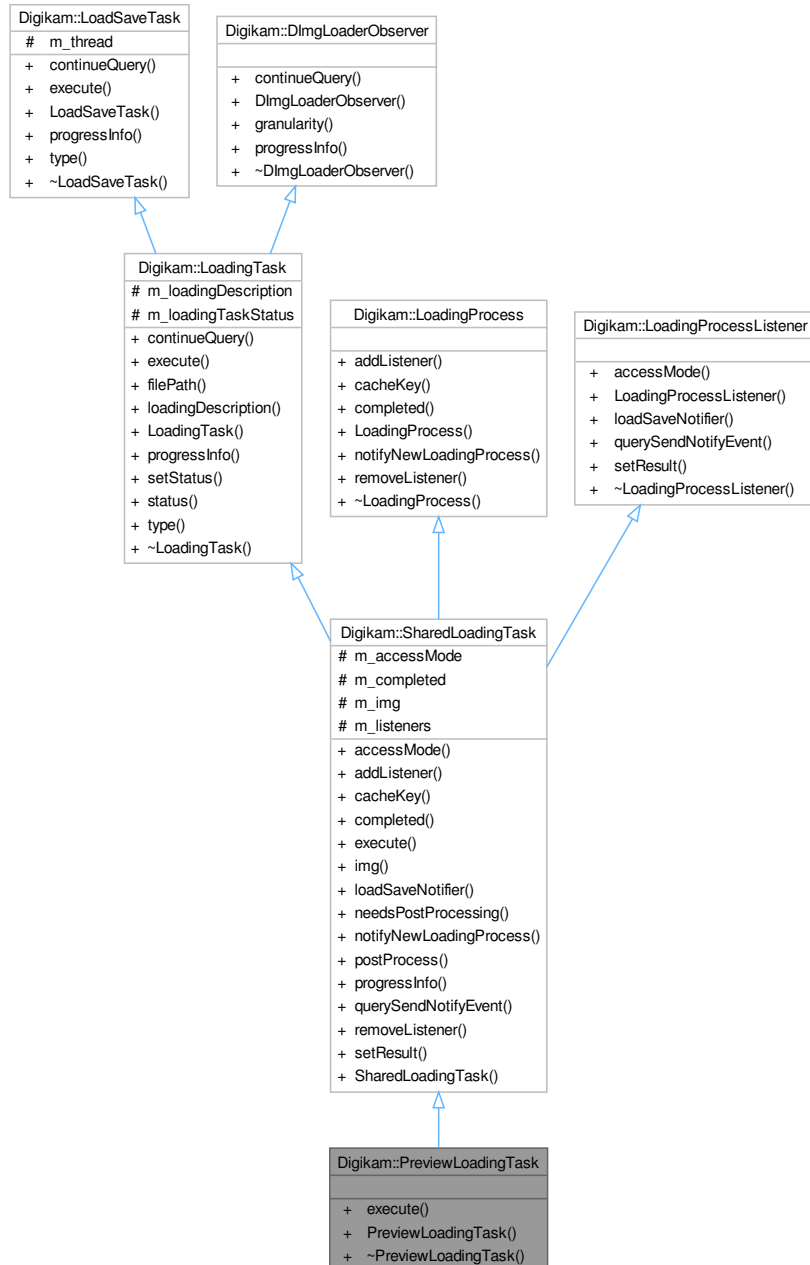 Digikam::LoadSaveTask
# m_thread
+ continueQuery()
+ execute()
+ LoadSaveTask()
+ progressInfo()
+ type()
+ ~LoadSaveTask()
Digikam::DImgLoaderObserver
+ continueQuery()
+ DImgLoaderObserver()
+ granularity()
+ progressInfo()
+ ~DImgLoaderObserver()
Digikam::LoadingTask
# m_loadingDescription
# m_loadingTaskStatus
+ continueQuery()
+ execute()
+ filePath()
+ loadingDescription()
+ LoadingTask()
+ progressInfo()
+ setStatus()
+ status()
+ type()
+ ~LoadingTask()
Digikam::LoadingProcess
+ addListener()
+ cacheKey()
+ completed()
+ LoadingProcess()
+ notifyNewLoadingProcess()
+ removeListener()
+ ~LoadingProcess()
Digikam::LoadingProcessListener
+ accessMode()
+ LoadingProcessListener()
+ loadSaveNotifier()
+ querySendNotifyEvent()
+ setResult()
+ ~LoadingProcessListener()
Digikam::SharedLoadingTask
# m_accessMode
# m_completed
# m_img
# m_listeners
+ accessMode()
+ addListener()
+ cacheKey()
+ completed()
+ execute()
+ img()
+ loadSaveNotifier()
+ needsPostProcessing()
+ notifyNewLoadingProcess()
+ postProcess()
+ progressInfo()
+ querySendNotifyEvent()
+ removeListener()
+ setResult()
+ SharedLoadingTask()
Digikam::PreviewLoadingTask
+ execute()
+ PreviewLoadingTask()
+ ~PreviewLoadingTask()